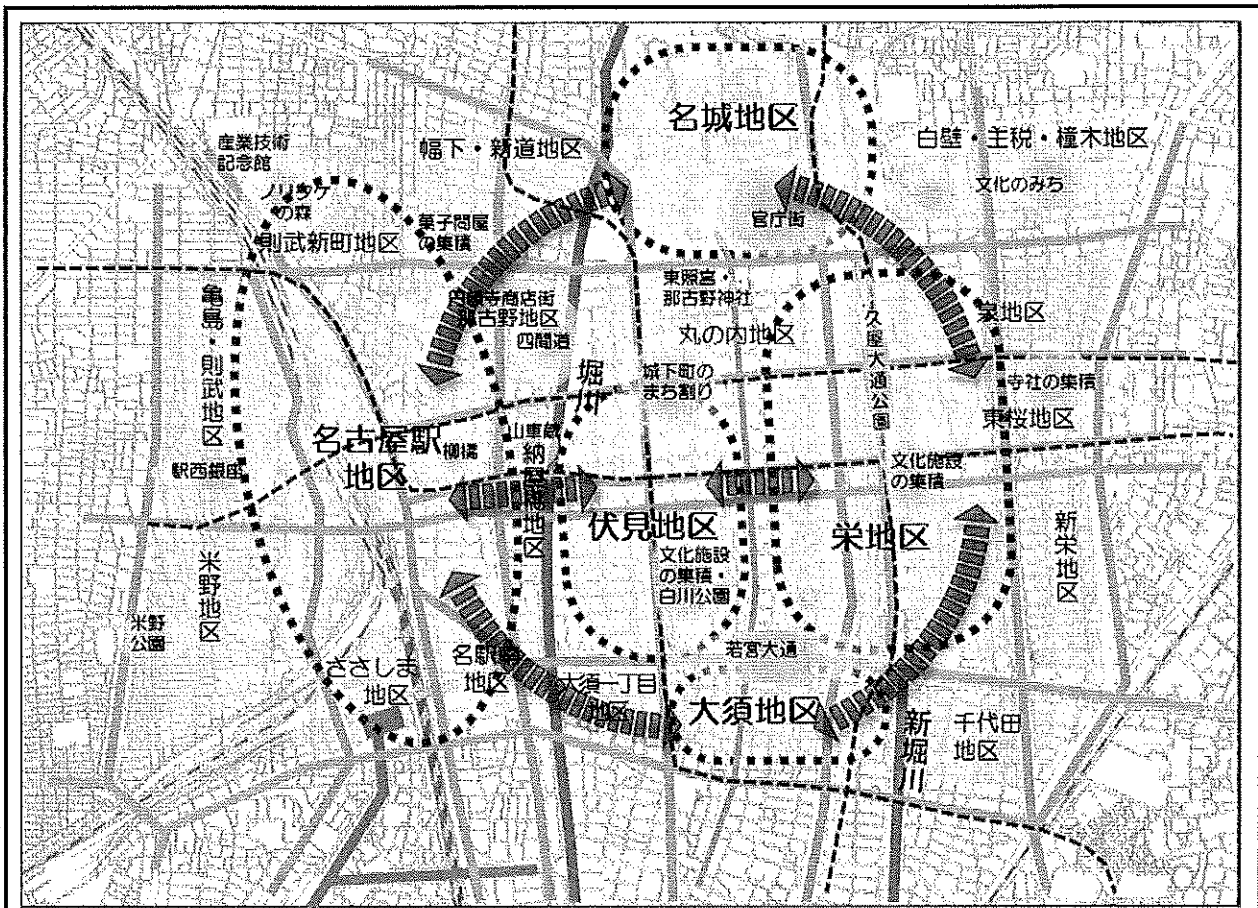 名城地区
白壁・主税・橦木地区
文化のみち
産業技術
記念館
幅下・新道地区
ノリタケ
の森
則武新町地区
菓子問屋
の集積
官庁街
東照宮・
那古野神社
丸の内地区
久屋大通公園
泉地区
円頓寺商店街
那古野地区
四間道
亀島・則武地区
堀川
城下町の
まち割り
寺社の集積
東桜地区
名古屋駅
地区
柳橋
山車蔵
駅西銀座
文化施設
の集積
伏見地区
栄地区
新栄地区
文化施設
の集積・
白川公園
米野地区
米野
公園
若宮大通
ささしま
地区
地区
大須一丁目
地区
大須地区
新堀川
千代田
地区